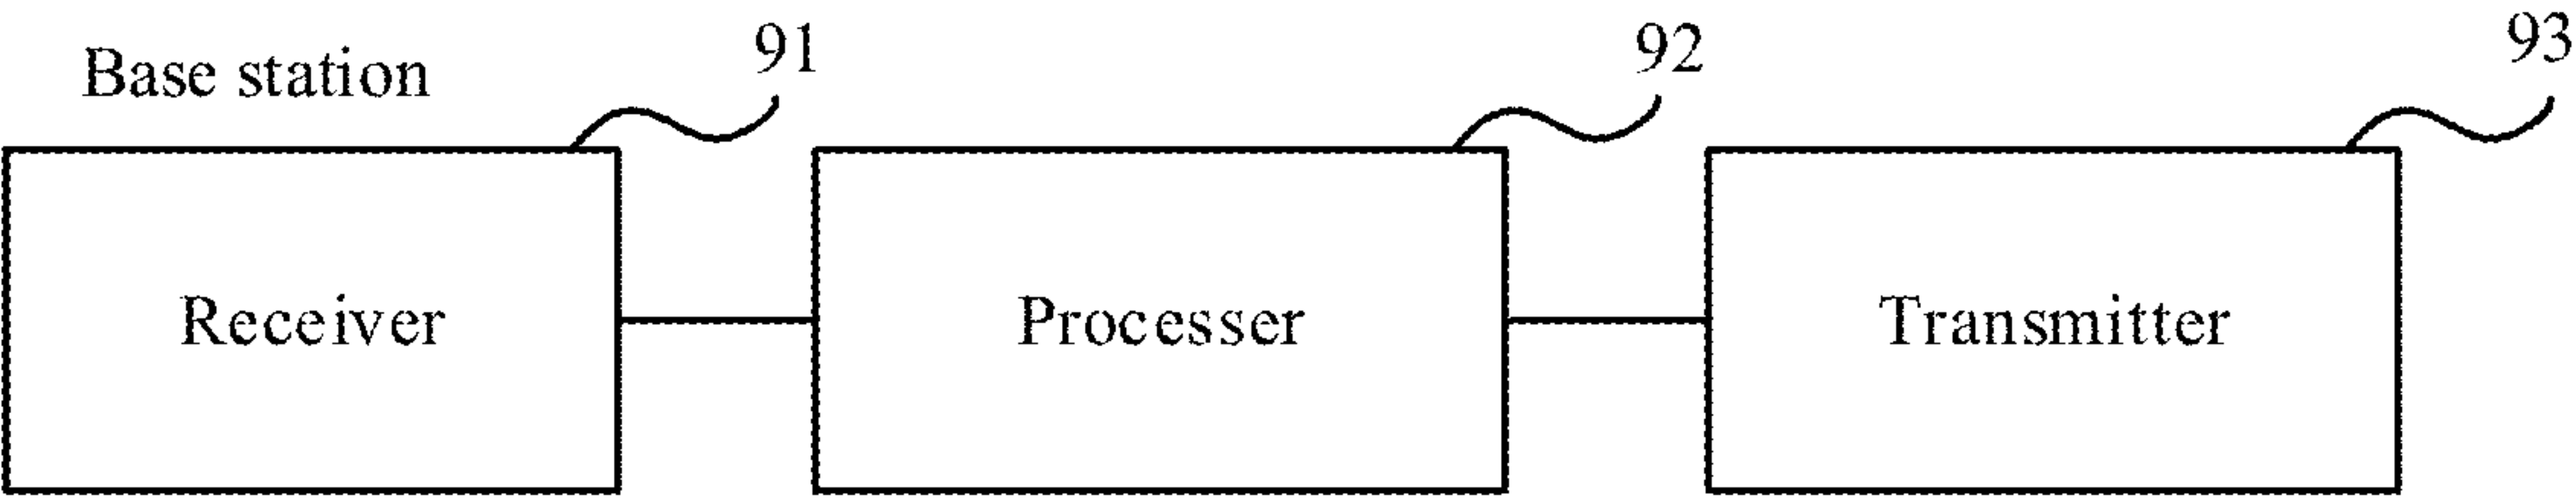 Base station
91
92
93
Receiver
Processer
Transmitter